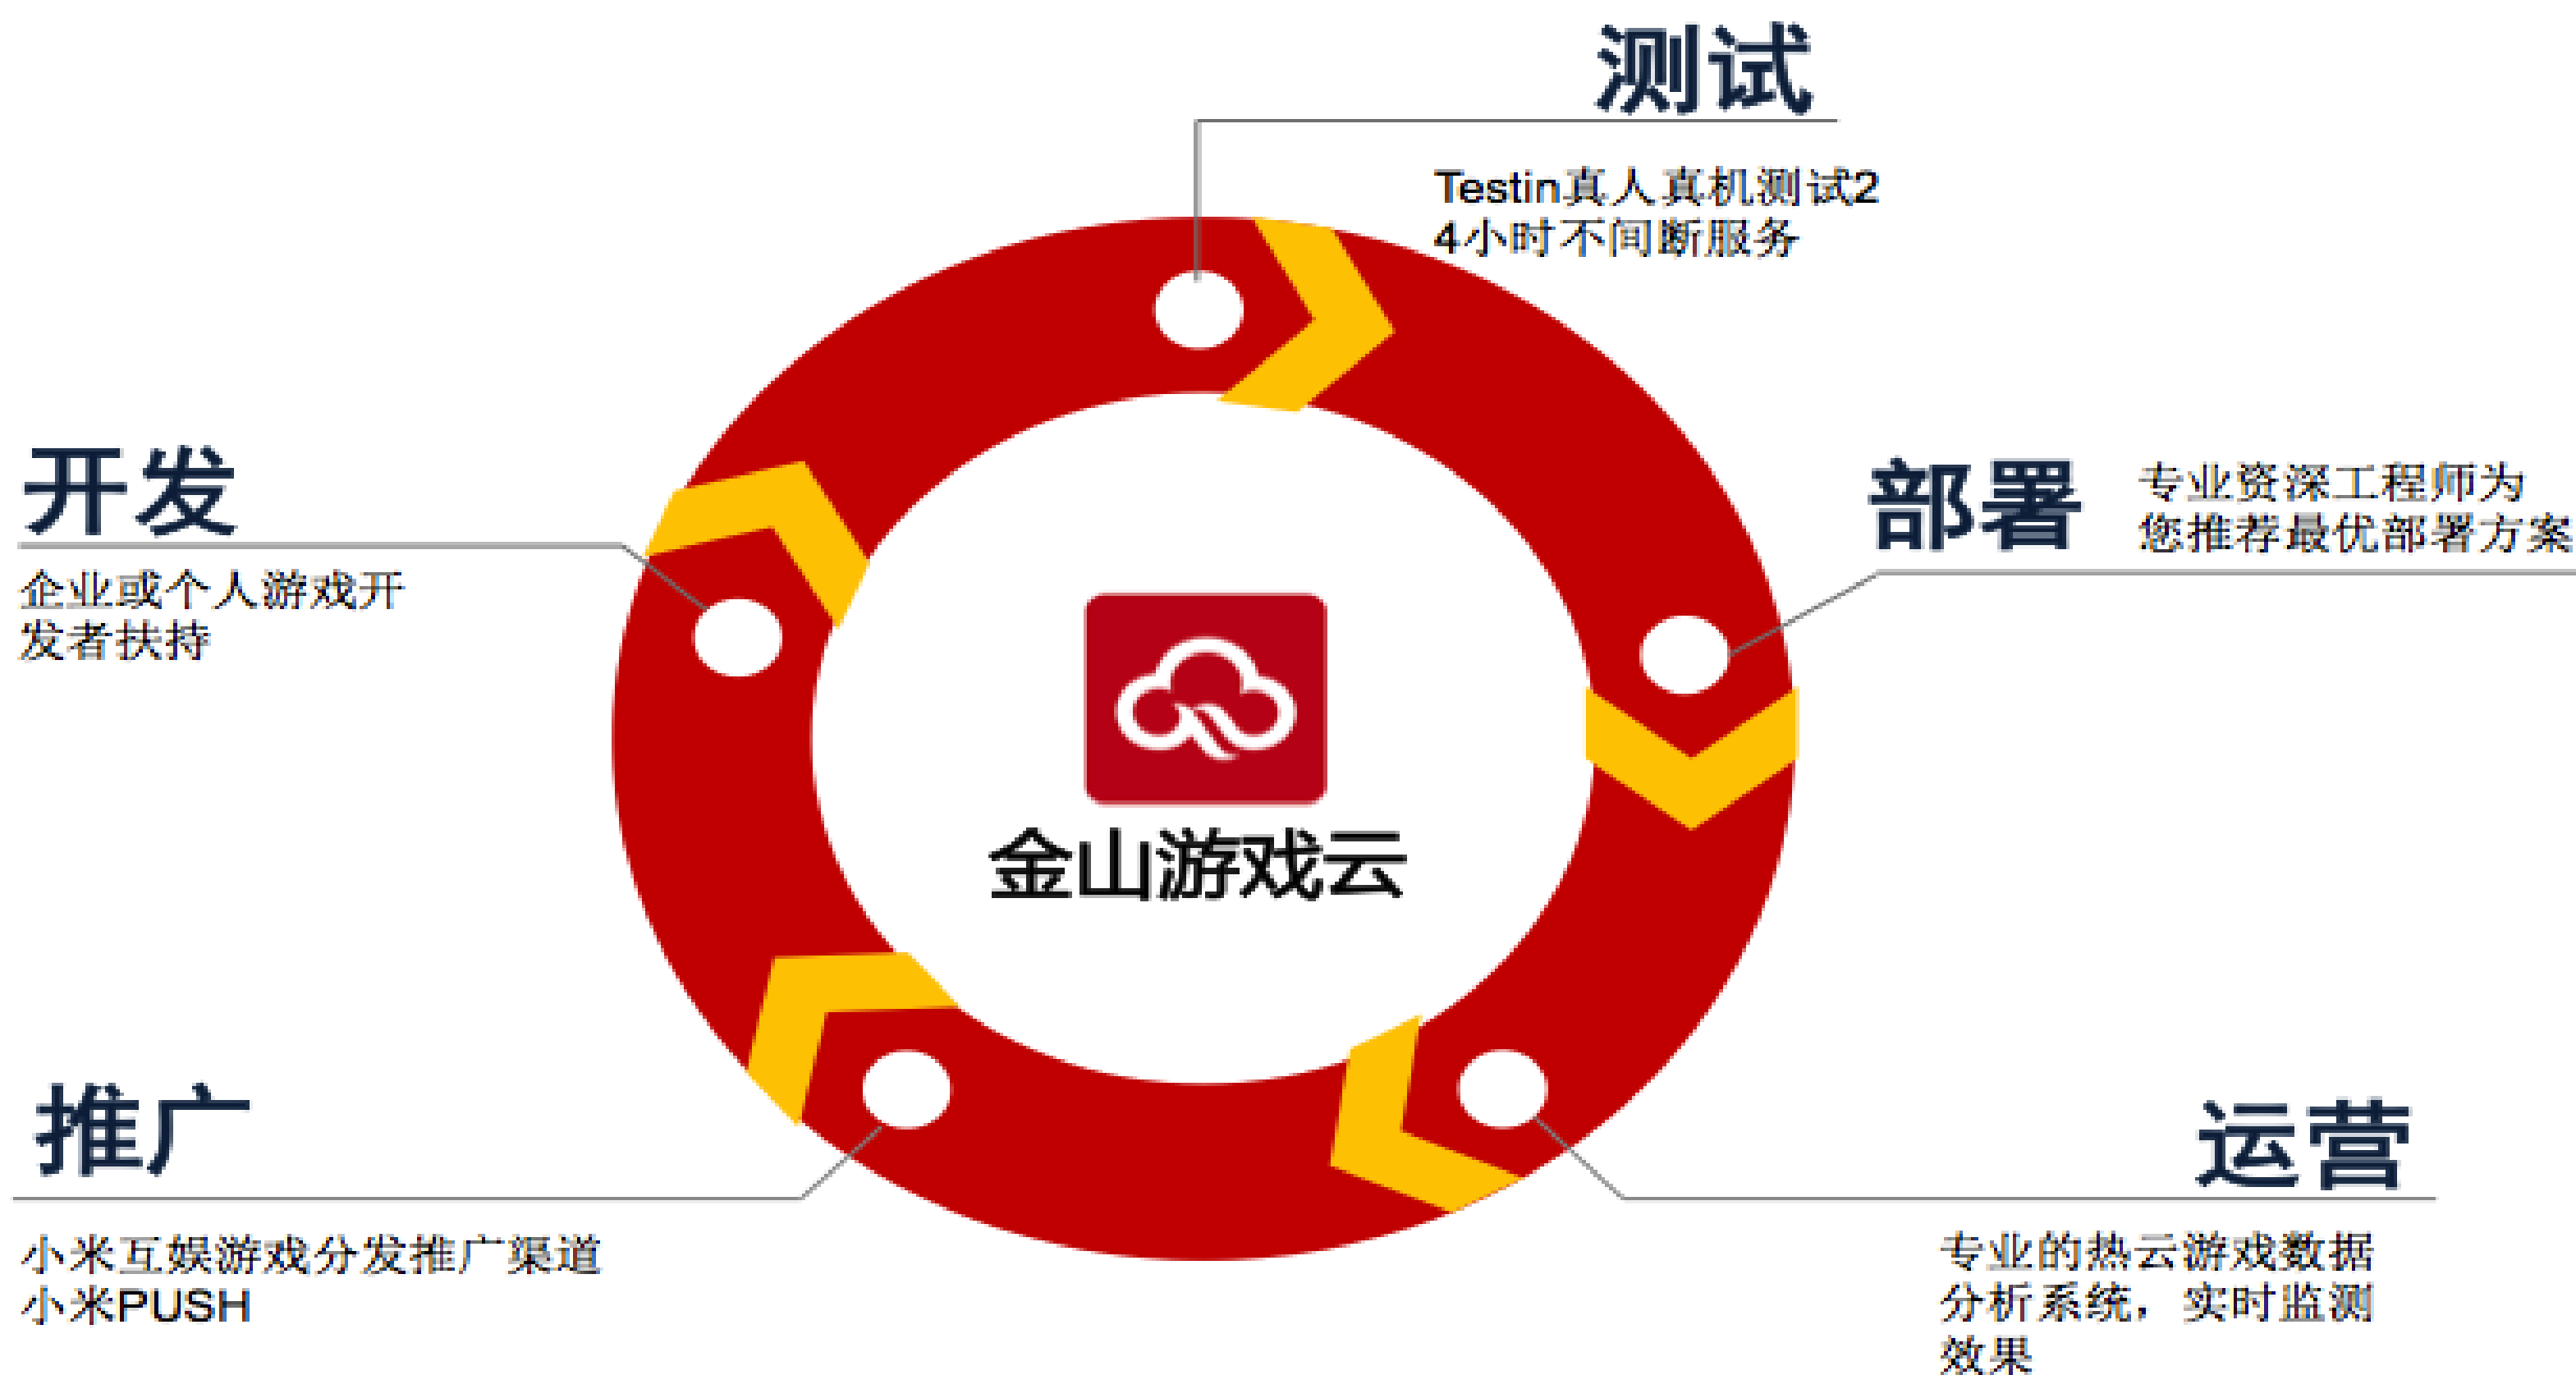 测试
Testin真人真机测试2
4小时不间断服务
开发
企业或个人游戏开
发者扶持
部署
专业资深工程师为
您推荐最优部署方案
金山游戏云
推广
小米互娱游戏分发推广渠道
小米PUSH
运营
专业的热云游戏数据
分析系统，实时监测
效果